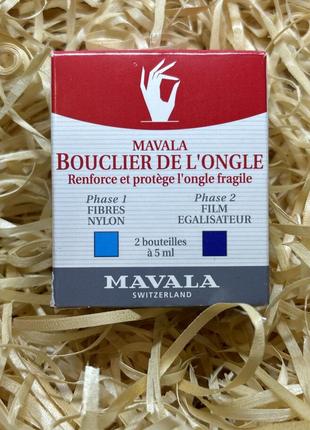 MAVALA
BOUCLIER DE L'ONGLE
Renforce et protège l'ongle fragile
Phase 1
FIBRES
NYLON
Phase 2
FILM
EGALISATEUR
2 bouteilles
à 5 ml
MAVALA
SWITZERLAND